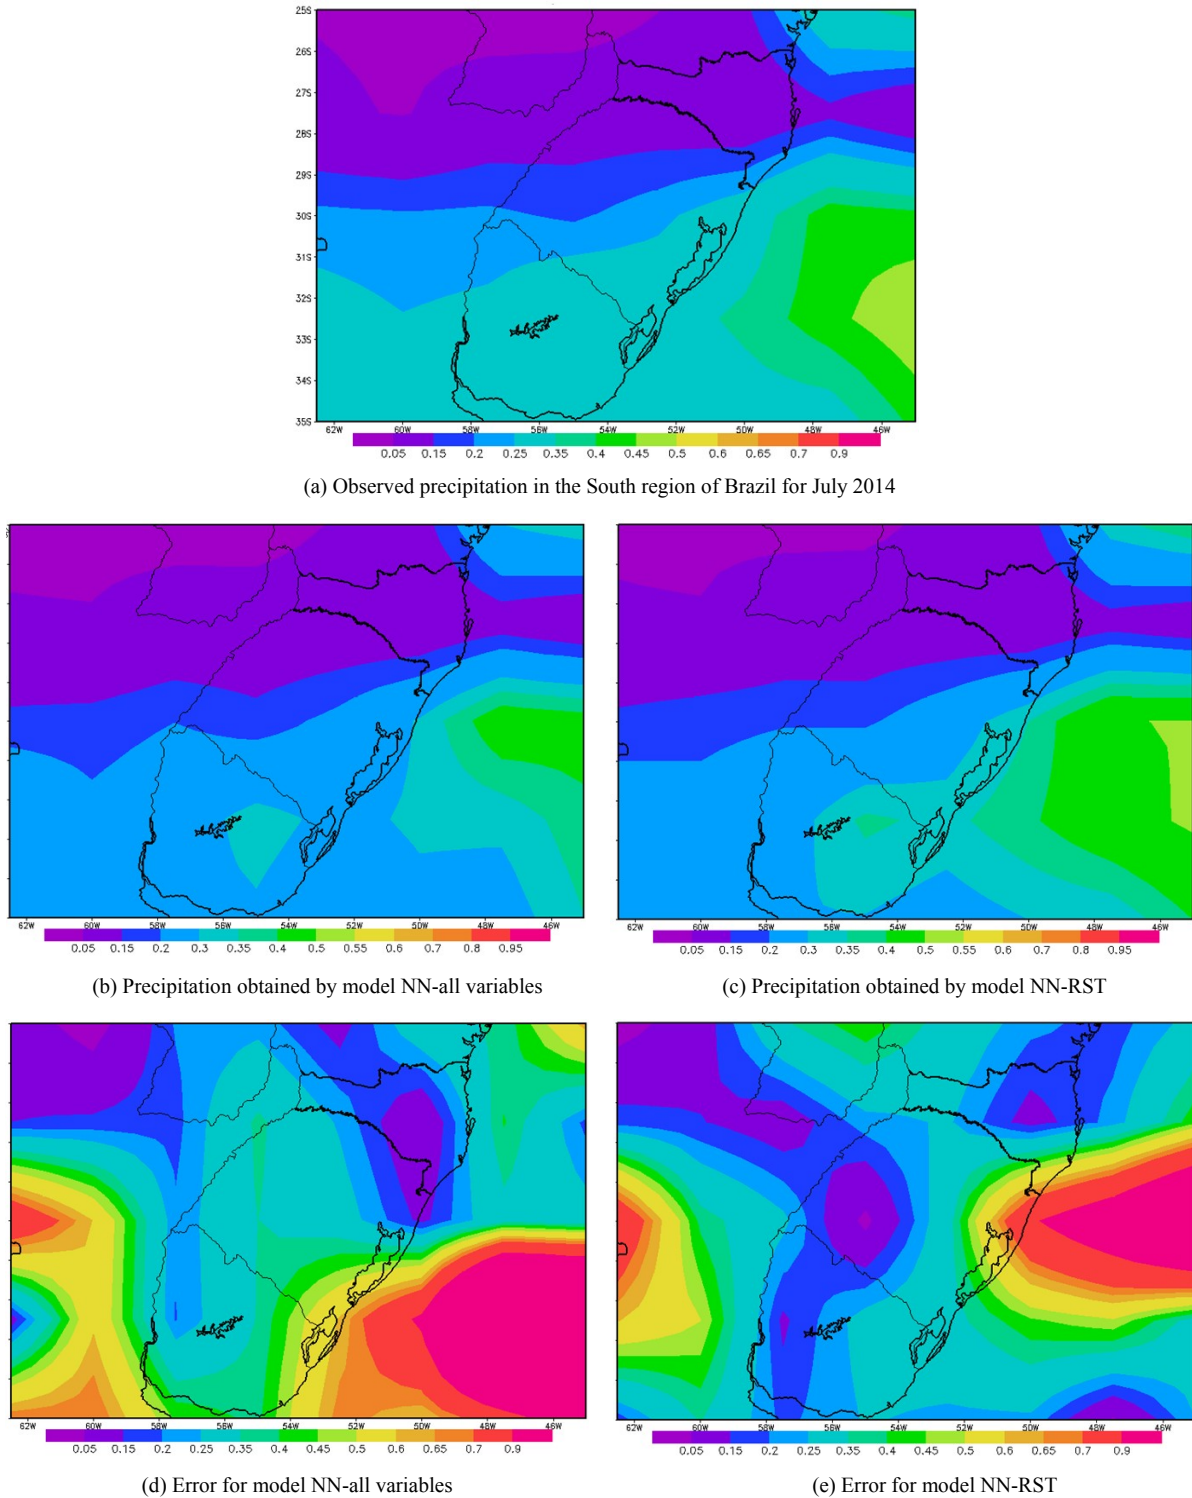 25S
26S
27S
28S
29S
30S
31S
32S
33S
34S
35S
62W 60W 58W 56W 54W 52W 50W 48W 46W
0.05 0.15 0.2 0.25 0.35 0.4 0.45 0.5 0.6 0.65 0.7 0.9
(a) Observed precipitation in the South region of Brazil for July 2014
62W 60W 58W 56W 54W 52W 50W 48W 46W
0.05 0.15 0.2 0.3 0.35 0.4 0.5 0.55 0.6 0.7 0.8 0.95
(b) Precipitation obtained by model NN-all variables
62W 60W 58W 56W 54W 52W 50W 48W 46W
0.05 0.15 0.2 0.3 0.35 0.4 0.5 0.55 0.6 0.7 0.8 0.95
(c) Precipitation obtained by model NN-RST
62W 60W 58W 56W 54W 52W 50W 48W 46W
0.05 0.15 0.2 0.25 0.35 0.4 0.45 0.5 0.6 0.65 0.7 0.9
(d) Error for model NN-all variables
62W 60W 58W 56W 54W 52W 50W 48W 46W
0.05 0.15 0.2 0.25 0.35 0.4 0.45 0.5 0.6 0.65 0.7 0.9
(e) Error for model NN-RST